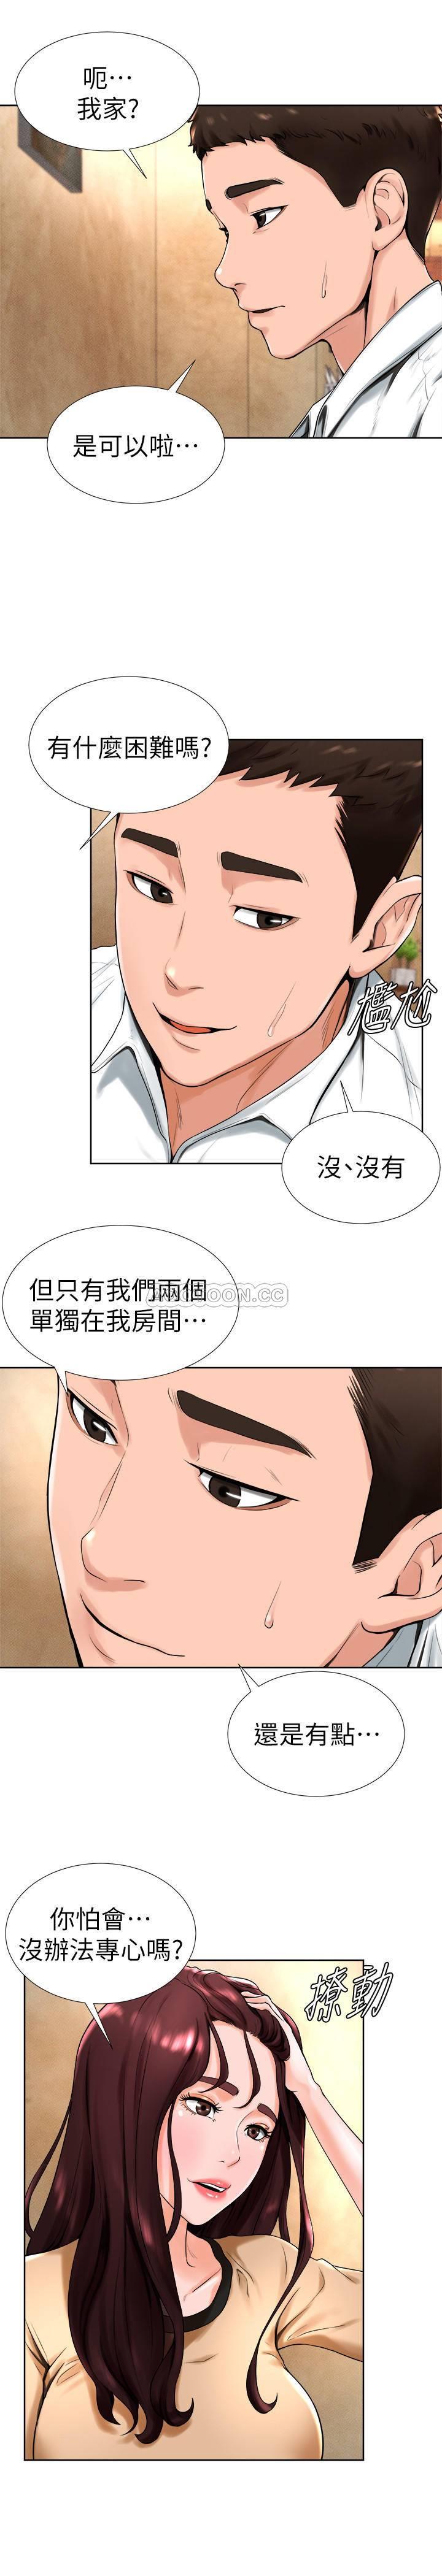 呃⋯
我家?
是可以啦⋯
有什麼困難嗎?
尷尬
沒、沒有
但只有我們兩個
單獨在我房間⋯
還是有點⋯
你怕會⋯
沒辦法專心嗎?
撩動